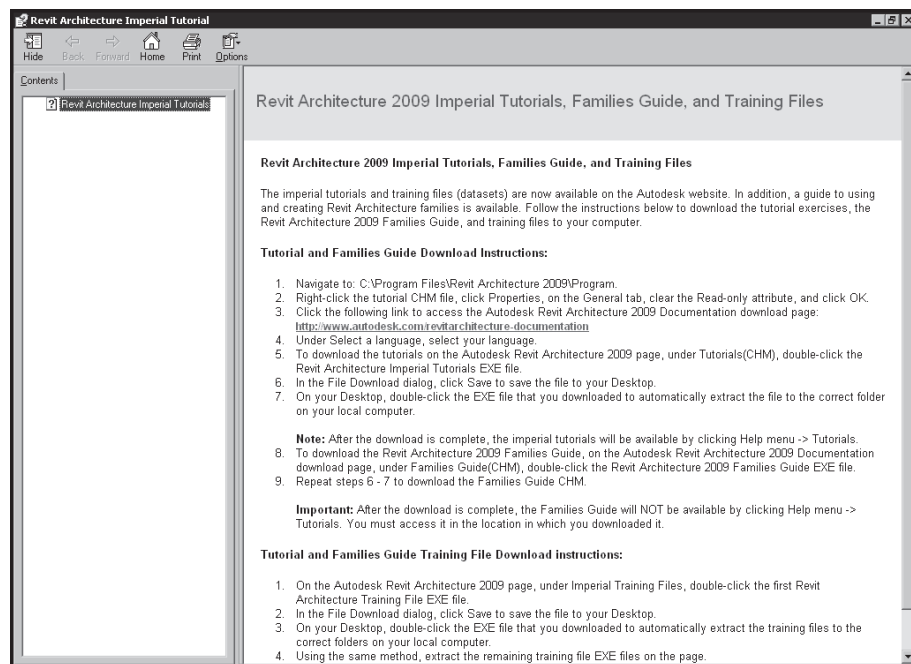 Revit Architecture Imperial Tutorial
Hide Back Forward Home Print Options
Contents
Revit Architecture Imperial Tutorials
Revit Architecture 2009 Imperial Tutorials, Families Guide, and Training Files
Revit Architecture 2009 Imperial Tutorials, Families Guide, and Training Files
The imperial tutorials and training files (datasets) are now available on the Autodesk website. In addition, a guide to using
and creating Revit Architecture families is available. Follow the instructions below to download the tutorial exercises, the
Revit Architecture 2009 Families Guide, and training files to your computer.
Tutorial and Families Guide Download Instructions:
1. Navigate to: C:\Program Files\Revit Architecture 2009\Program.
2. Right-click the tutorial CHM file, click Properties, on the General tab, clear the Read-only attribute, and click OK.
3. Click the following link to access the Autodesk Revit Architecture 2009 Documentation download page:
http://www.autodesk.com/revitarchitecture-documentation
4. Under Select a language, select your language.
5. To download the tutorials on the Autodesk Revit Architecture 2009 page, under Tutorials(CHM), double-click the
Revit Architecture Imperial Tutorials EXE file.
6. In the File Download dialog, click Save to save the file to your Desktop.
7. On your Desktop, double-click the EXE file that you downloaded to automatically extract the file to the correct folder
on your local computer.
Note: After the download is complete, the imperial tutorials will be available by clicking Help menu -> Tutorials.
8. To download the Revit Architecture 2009 Families Guide, on the Autodesk Revit Architecture 2009 Documentation
download page, under Families Guide(CHM), double-click the Revit Architecture 2009 Families Guide EXE file.
9. Repeat steps 6 - 7 to download the Families Guide CHM.
Important: After the download is complete, the Families Guide will NOT be available by clicking Help menu ->
Tutorials. You must access it in the location in which you downloaded it.
Tutorial and Families Guide Training File Download instructions:
1. On the Autodesk Revit Architecture 2009 page, under Imperial Training Files, double-click the first Revit
Architecture Training File EXE file.
2. In the File Download dialog, click Save to save the file to your Desktop.
3. On your Desktop, double-click the EXE file that you downloaded to automatically extract the training files to the
correct folders on your local computer.
4. Using the same method, extract the remaining training file EXE files on the page.